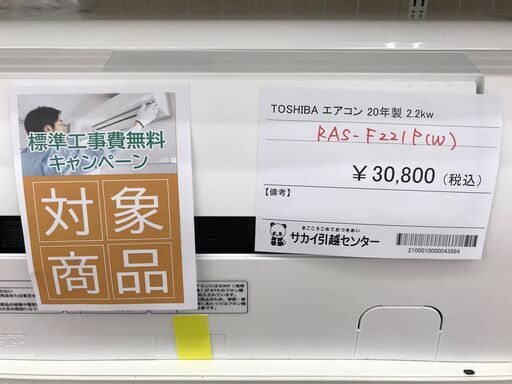 標準工事費無料
キャンペーン
対象
商品
TOSHIBA エアコン 20年製 2.2kw
RAS-F221P(W)
￥30,800（税込）
【備考】
まごころこめておつきあい
サカイ引越センター
2100010000043884